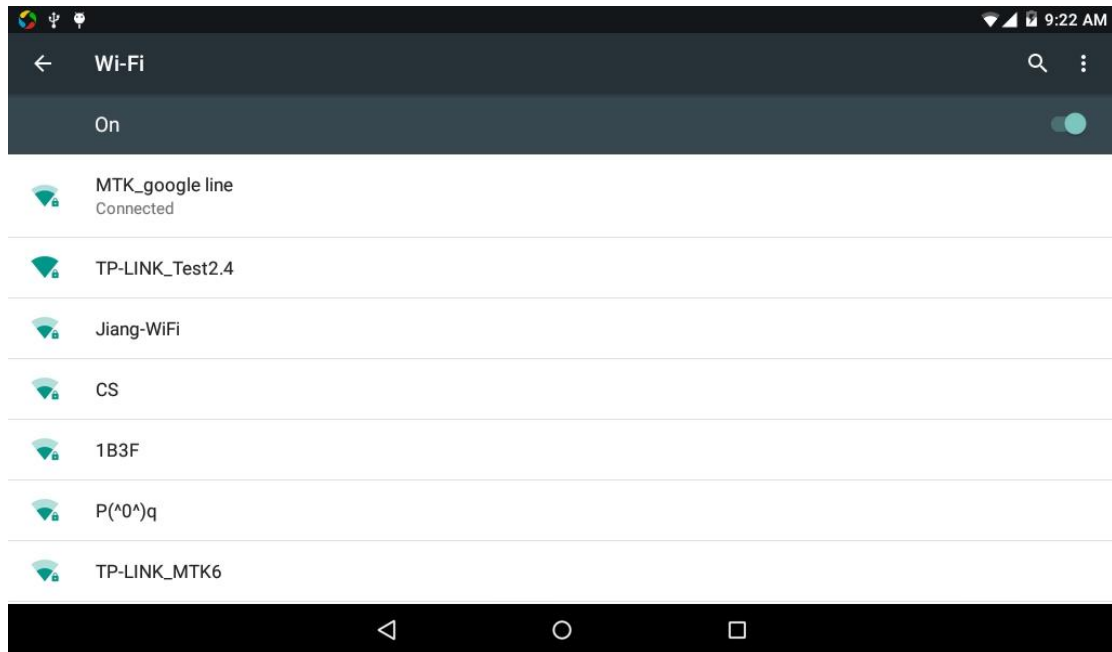 9:22 AM
Wi-Fi
On
MTK_google line
Connected
TP-LINK_Test2.4
Jiang-WiFi
CS
1B3F
P(^0^)q
TP-LINK_MTK6